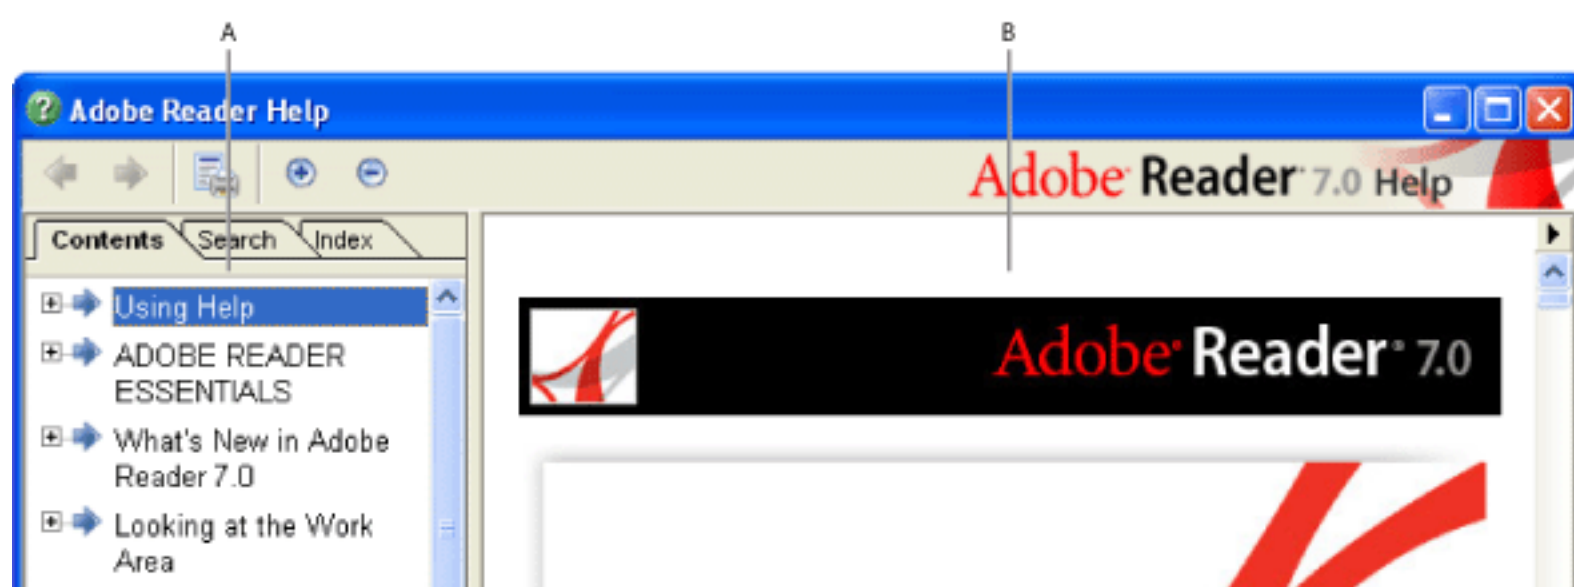 A
B
Adobe Reader Help
Adobe Reader 7.0 Help
Contents
Search
Index
Using Help
ADOBE READER
ESSENTIALS
What's New in Adobe
Reader 7.0
Looking at the Work
Area
Adobe Reader 7.0